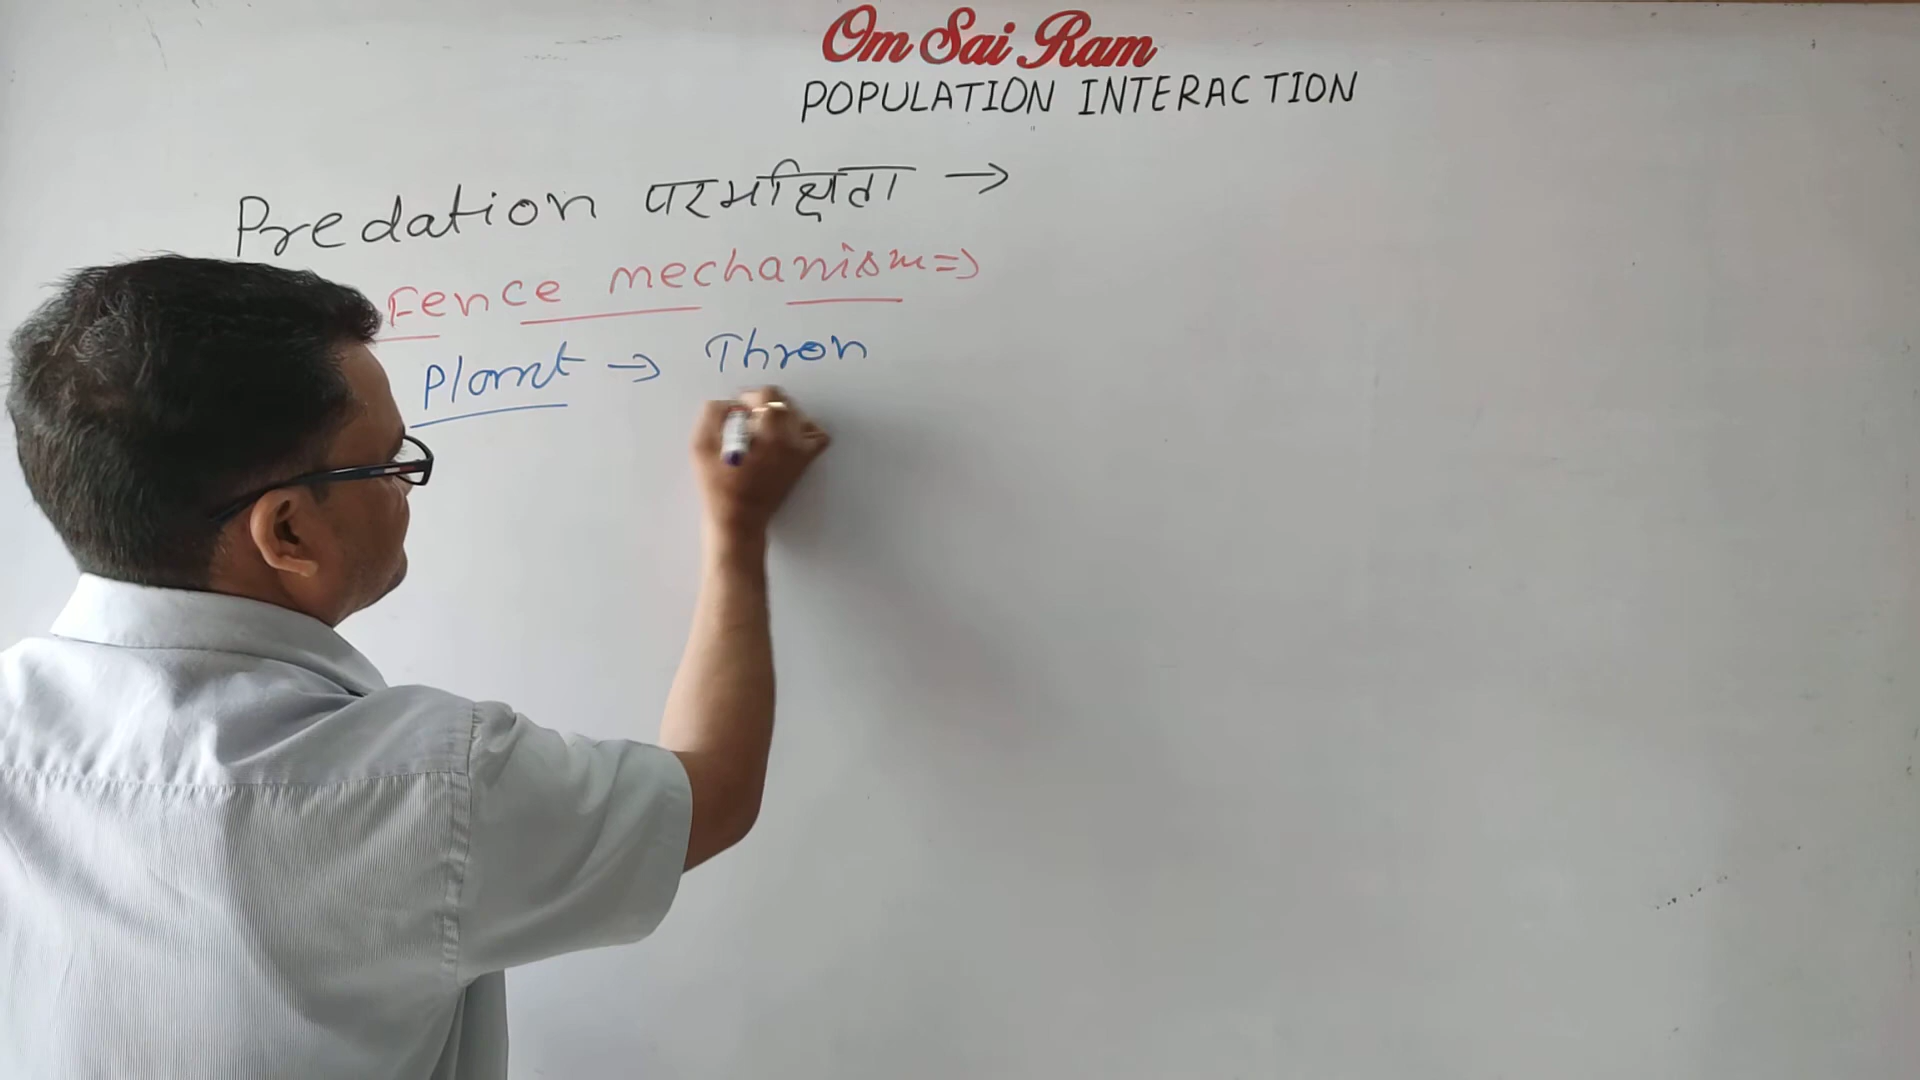 Om Sai Ram
POPULATION INTERACTION
Predation परभक्षिता →
Fence mechanism =>
Plant → Thron